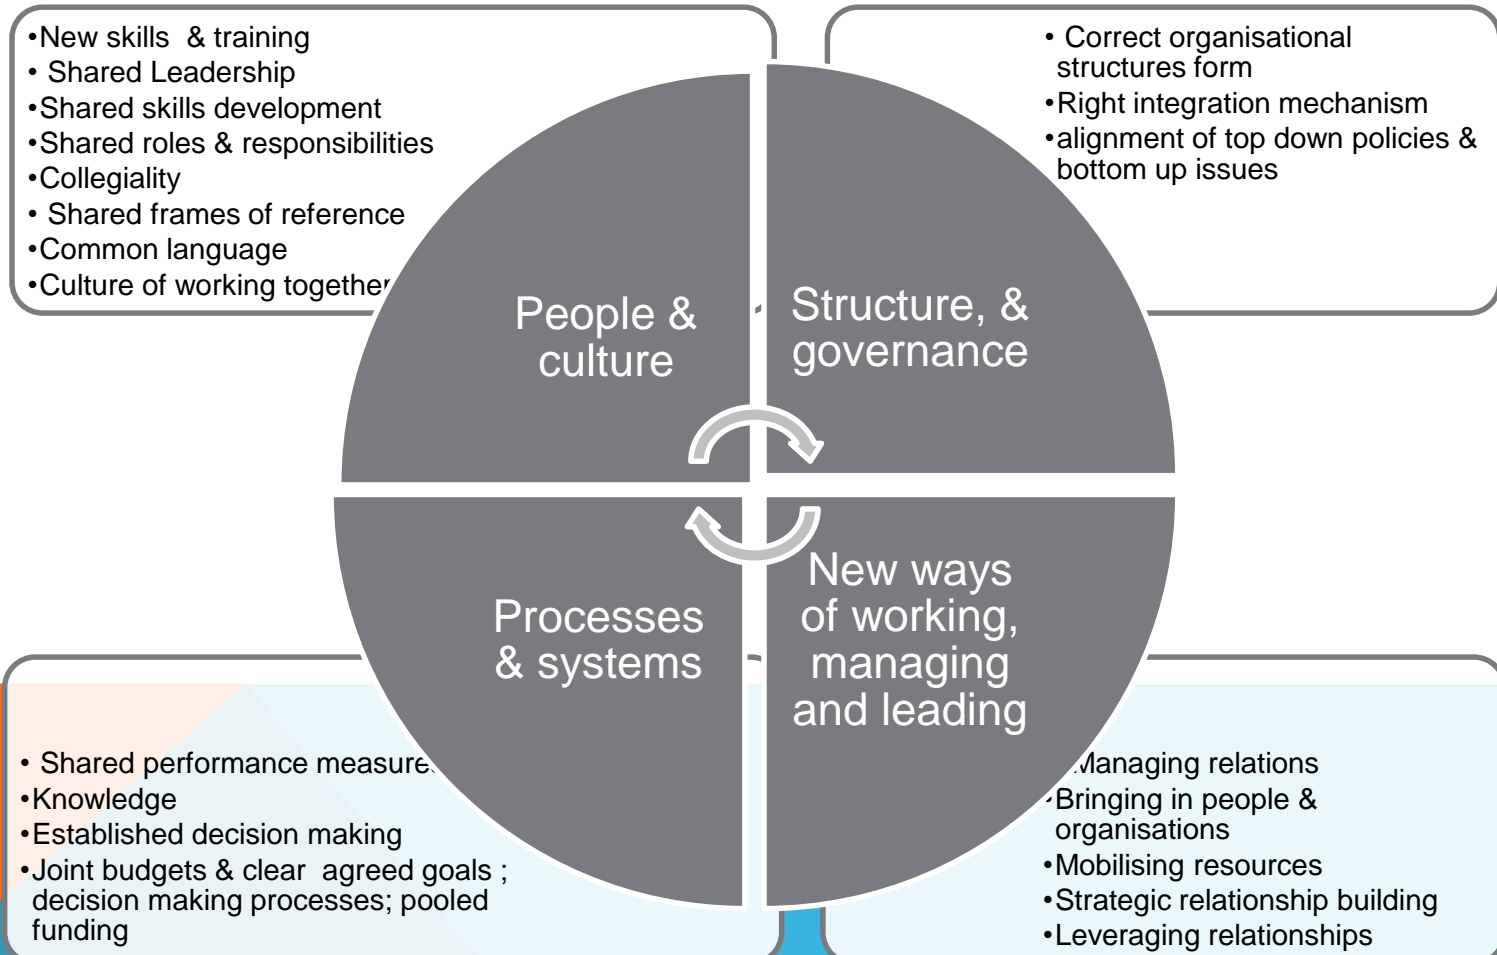 •New skills & training
• Shared Leadership
•Shared skills development
•Shared roles & responsibilities
•Collegiality
• Shared frames of reference
•Common language
•Culture of working together
• Correct organisational
structures form
•Right integration mechanism
•alignment of top down policies &
bottom up issues
People &
culture
Structure, &
governance
Processes
& systems
New ways
of working,
managing
and leading
• Shared performance measure
•Knowledge
•Established decision making
•Joint budgets & clear agreed goals ;
decision making processes; pooled
funding
Managing relations
•Bringing in people &
organisations
•Mobilising resources
•Strategic relationship building
•Leveraging relationships